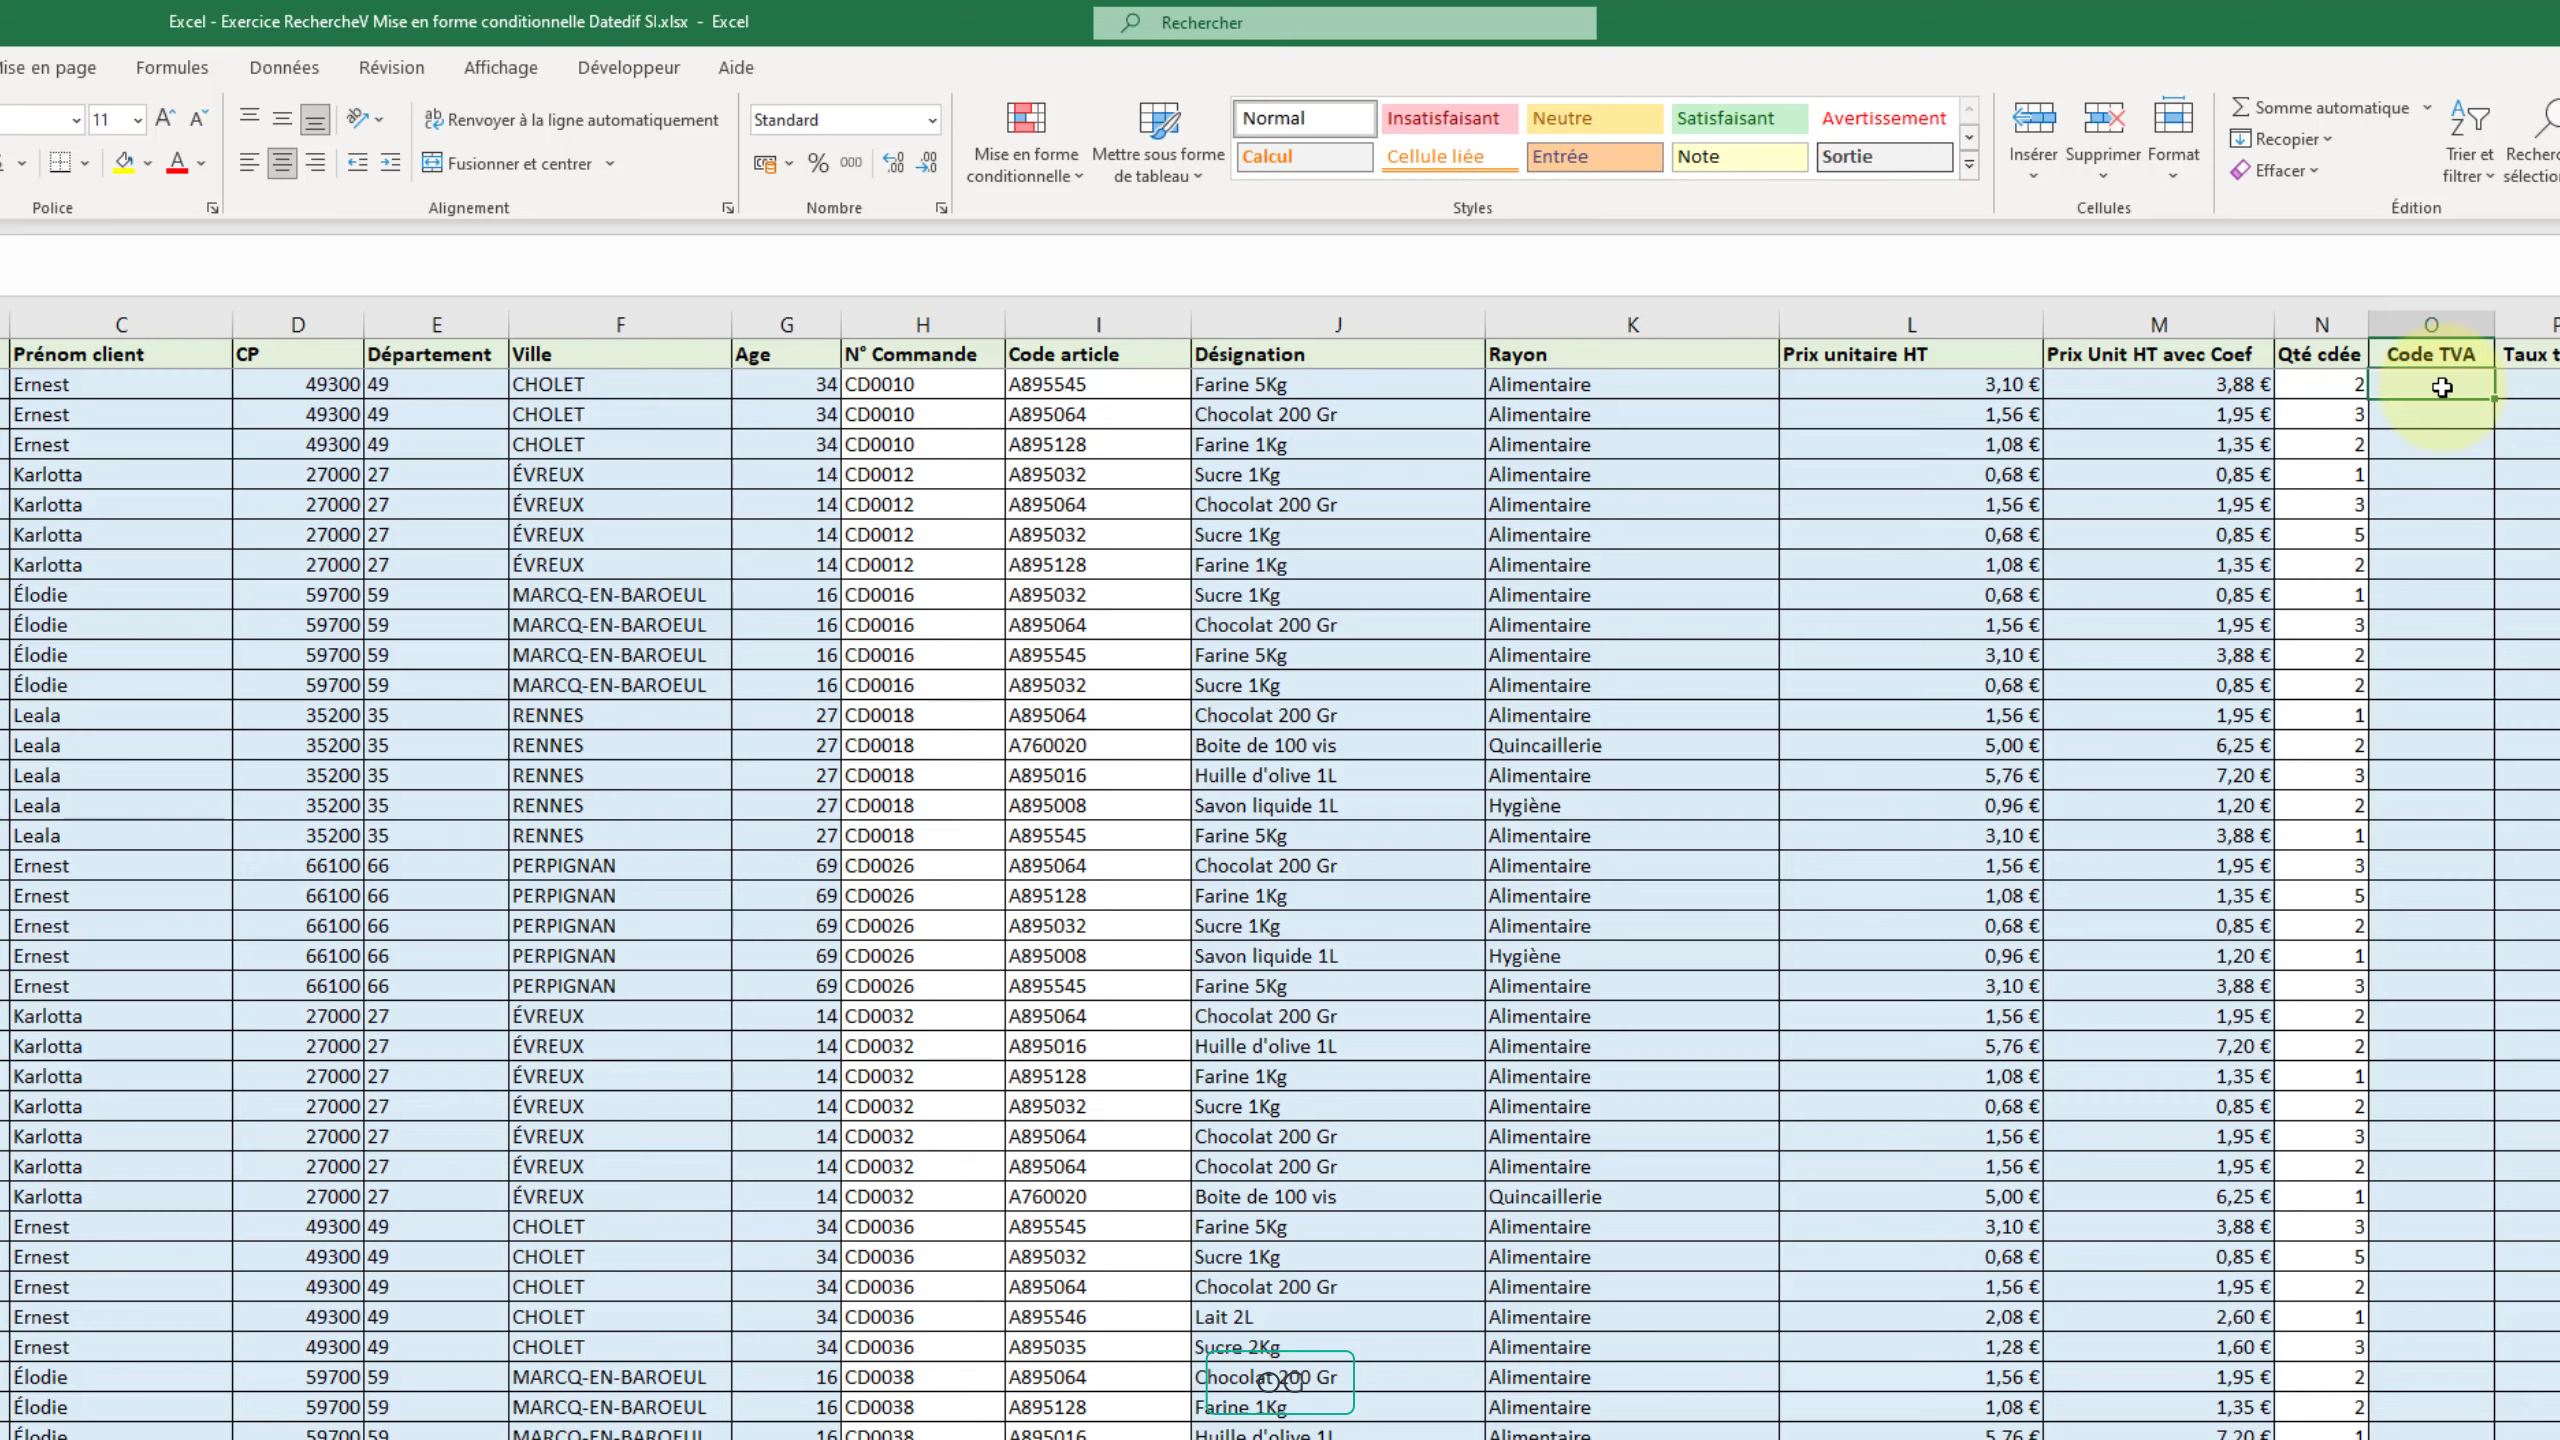 Excel - Exercice RechercheV Mise en forme conditionnelle Datedif SI.xlsx - Excel
Rechercher
Mise en page Formules Données Révision Affichage Développeur Aide
11 Renvoyer à la ligne automatiquement Standard Normal Insatisfaisant Neutre Satisfaisant Avertissement Somme automatique
Recopier
Fusionner et centrer % 000 Mise en forme conditionnelle Mettre sous forme de tableau Calcul Cellule liée Entrée Note Sortie Insérer Supprimer Format Effacer Trier et filtrer
Police Alignement Nombre Styles Cellules Édition
C D E F G H I J K L M N O
Prénom client CP Département Ville Age N° Commande Code article Désignation Rayon Prix unitaire HT Prix Unit HT avec Coef Qté cdée Code TVA Taux
Ernest 49300 49 CHOLET 34 CD0010 A895545 Farine 5Kg Alimentaire 3,10 € 3,88 € 2
Ernest 49300 49 CHOLET 34 CD0010 A895064 Chocolat 200 Gr Alimentaire 1,56 € 1,95 € 3
Ernest 49300 49 CHOLET 34 CD0010 A895128 Farine 1Kg Alimentaire 1,08 € 1,35 € 2
Karlotta 27000 27 ÉVREUX 14 CD0012 A895032 Sucre 1Kg Alimentaire 0,68 € 0,85 € 1
Karlotta 27000 27 ÉVREUX 14 CD0012 A895064 Chocolat 200 Gr Alimentaire 1,56 € 1,95 € 3
Karlotta 27000 27 ÉVREUX 14 CD0012 A895032 Sucre 1Kg Alimentaire 0,68 € 0,85 € 5
Karlotta 27000 27 ÉVREUX 14 CD0012 A895128 Farine 1Kg Alimentaire 1,08 € 1,35 € 2
Élodie 59700 59 MARCQ-EN-BAROEUL 16 CD0016 A895032 Sucre 1Kg Alimentaire 0,68 € 0,85 € 1
Élodie 59700 59 MARCQ-EN-BAROEUL 16 CD0016 A895064 Chocolat 200 Gr Alimentaire 1,56 € 1,95 € 3
Élodie 59700 59 MARCQ-EN-BAROEUL 16 CD0016 A895545 Farine 5Kg Alimentaire 3,10 € 3,88 € 2
Élodie 59700 59 MARCQ-EN-BAROEUL 16 CD0016 A895032 Sucre 1Kg Alimentaire 0,68 € 0,85 € 2
Leala 35200 35 RENNES 27 CD0018 A895064 Chocolat 200 Gr Alimentaire 1,56 € 1,95 € 1
Leala 35200 35 RENNES 27 CD0018 A760020 Boite de 100 vis Quincaillerie 5,00 € 6,25 € 2
Leala 35200 35 RENNES 27 CD0018 A895016 Huille d'olive 1L Alimentaire 5,76 € 7,20 € 3
Leala 35200 35 RENNES 27 CD0018 A895008 Savon liquide 1L Hygiène 0,96 € 1,20 € 2
Leala 35200 35 RENNES 27 CD0018 A895545 Farine 5Kg Alimentaire 3,10 € 3,88 € 1
Ernest 66100 66 PERPIGNAN 69 CD0026 A895064 Chocolat 200 Gr Alimentaire 1,56 € 1,95 € 3
Ernest 66100 66 PERPIGNAN 69 CD0026 A895128 Farine 1Kg Alimentaire 1,08 € 1,35 € 5
Ernest 66100 66 PERPIGNAN 69 CD0026 A895032 Sucre 1Kg Alimentaire 0,68 € 0,85 € 2
Ernest 66100 66 PERPIGNAN 69 CD0026 A895008 Savon liquide 1L Hygiène 0,96 € 1,20 € 1
Ernest 66100 66 PERPIGNAN 69 CD0026 A895545 Farine 5Kg Alimentaire 3,10 € 3,88 € 3
Karlotta 27000 27 ÉVREUX 14 CD0032 A895064 Chocolat 200 Gr Alimentaire 1,56 € 1,95 € 2
Karlotta 27000 27 ÉVREUX 14 CD0032 A895016 Huille d'olive 1L Alimentaire 5,76 € 7,20 € 2
Karlotta 27000 27 ÉVREUX 14 CD0032 A895128 Farine 1Kg Alimentaire 1,08 € 1,35 € 1
Karlotta 27000 27 ÉVREUX 14 CD0032 A895032 Sucre 1Kg Alimentaire 0,68 € 0,85 € 2
Karlotta 27000 27 ÉVREUX 14 CD0032 A895064 Chocolat 200 Gr Alimentaire 1,56 € 1,95 € 3
Karlotta 27000 27 ÉVREUX 14 CD0032 A895064 Chocolat 200 Gr Alimentaire 1,56 € 1,95 € 2
Karlotta 27000 27 ÉVREUX 14 CD0032 A760020 Boite de 100 vis Quincaillerie 5,00 € 6,25 € 1
Ernest 49300 49 CHOLET 34 CD0036 A895545 Farine 5Kg Alimentaire 3,10 € 3,88 € 3
Ernest 49300 49 CHOLET 34 CD0036 A895032 Sucre 1Kg Alimentaire 0,68 € 0,85 € 5
Ernest 49300 49 CHOLET 34 CD0036 A895064 Chocolat 200 Gr Alimentaire 1,56 € 1,95 € 2
Ernest 49300 49 CHOLET 34 CD0036 A895546 Lait 2L Alimentaire 2,08 € 2,60 € 1
Ernest 49300 49 CHOLET 34 CD0036 A895035 Sucre 2Kg Alimentaire 1,28 € 1,60 € 3
Élodie 59700 59 MARCQ-EN-BAROEUL 16 CD0038 A895064 Chocolat 200 Gr Alimentaire 1,56 € 1,95 € 2
Élodie 59700 59 MARCQ-EN-BAROEUL 16 CD0038 A895128 Farine 1Kg Alimentaire 1,08 € 1,35 € 2
Élodie 59700 59 MARCQ-EN-BAROEUL 16 CD0038 A895016 Huille d'olive 1L Alimentaire 5,76 € 7,20 € 1